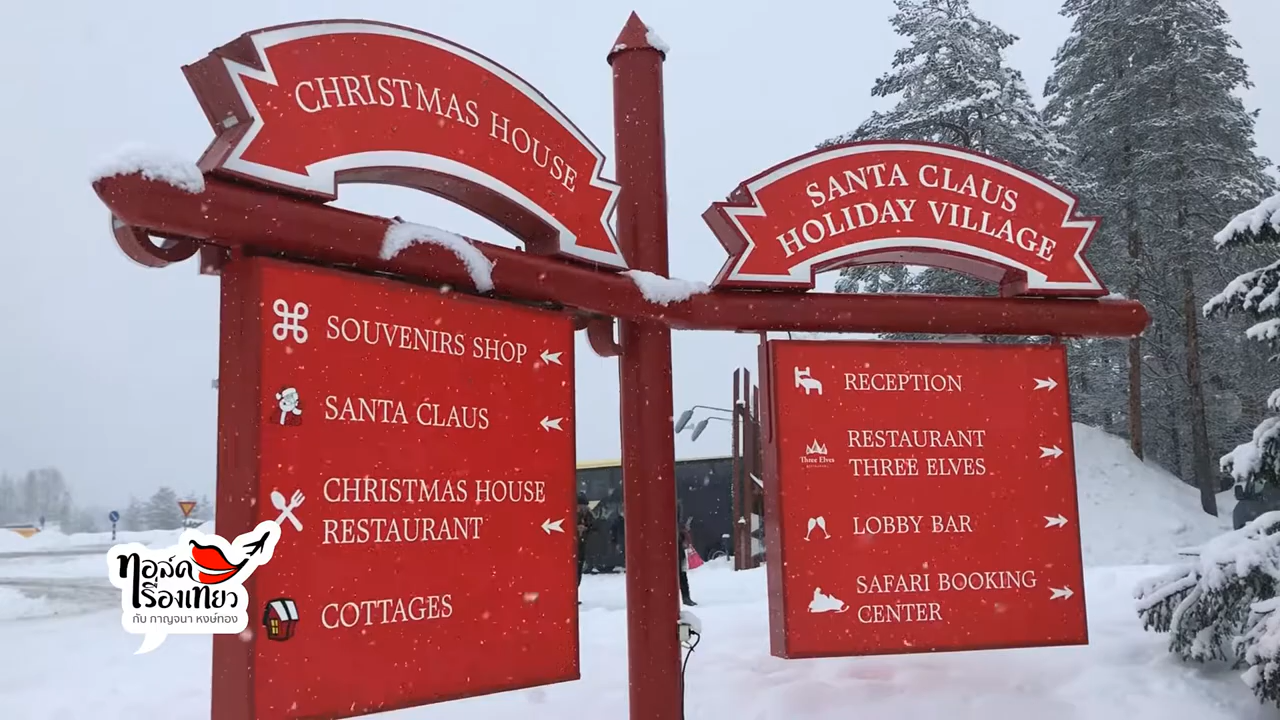 CHRISTMAS HOUSE
SOUVENIRS SHOP
SANTA CLAUS
CHRISTMAS HOUSE
RESTAURANT
COTTAGES
SANTA CLAUS
HOLIDAY VILLAGE
RECEPTION
Three Elves
RESTAURANT
THREE ELVES
LOBBY BAR
SAFARI BOOKING
CENTER
ทอล์ค
เรื่องเที่ยว
กับ กาญจนา หงษ์ทอง